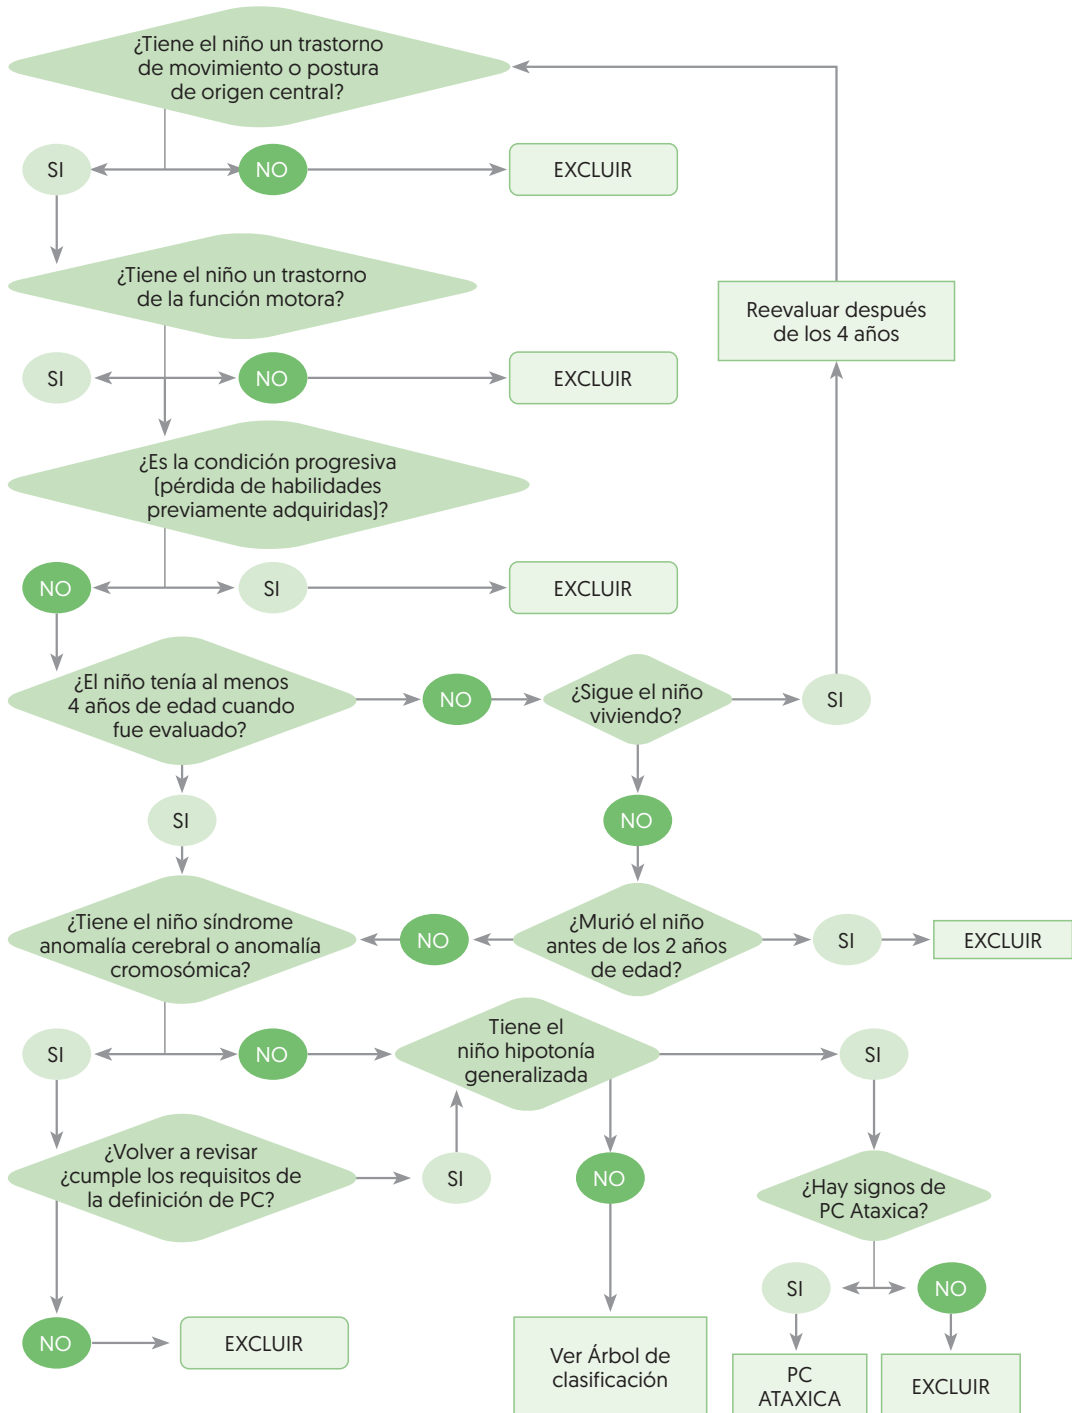 ¿Tiene el niño un trastorno
de movimiento o postura
de origen central?
SI
NO
EXCLUIR
¿Tiene el niño un trastorno
de la función motora?
Reevaluar después
de los 4 años
SI
NO
EXCLUIR
¿Es la condición progresiva
(pérdida de habilidades
previamente adquiridas)?
NO
SI
EXCLUIR
¿El niño tenía al menos
4 años de edad cuando
fue evaluado?
NO
¿Sigue el niño
viviendo?
SI
SI
NO
¿Tiene el niño síndrome
anomalía cerebral o anomalía
cromosómica?
NO
¿Murió el niño
antes de los 2 años
de edad?
SI
EXCLUIR
SI
NO
Tiene el
niño hipotonía
generalizada
SI
¿Volver a revisar
¿cumple los requisitos de
la definición de PC?
SI
NO
¿Hay signos de
PC Ataxica?
SI
NO
NO
EXCLUIR
Ver Árbol de
clasificación
PC
ATAXICA
EXCLUIR